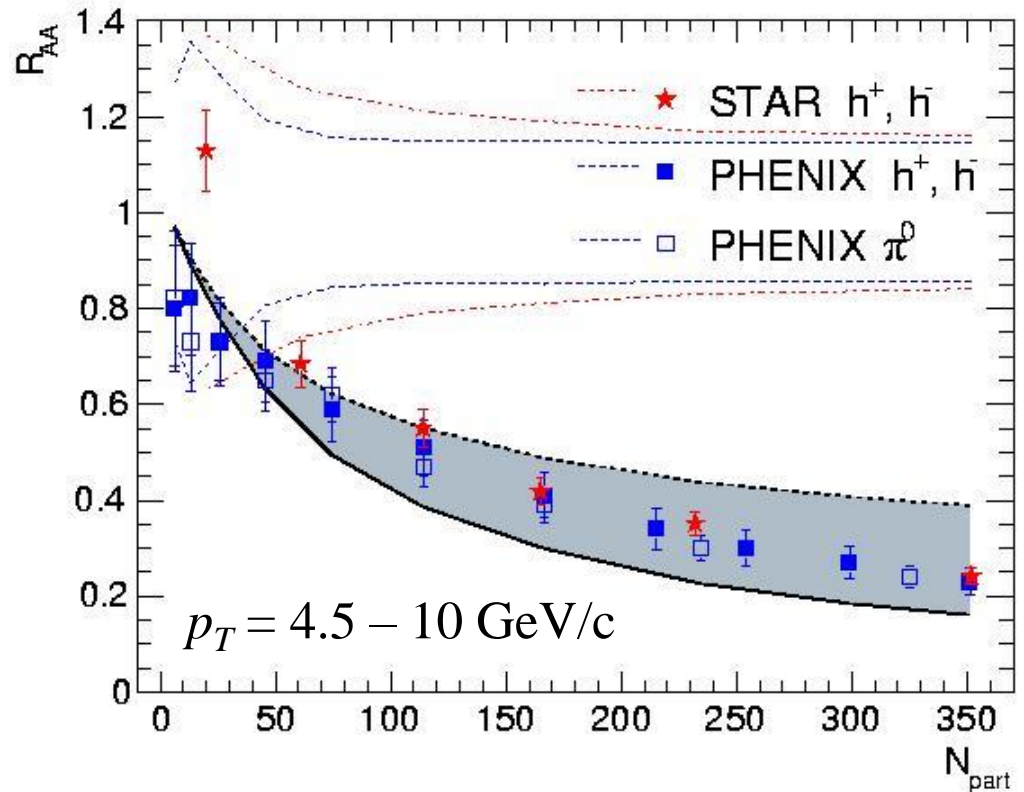 R_AA
1.4
1.2
1
0.8
0.6
0.4
0.2
0
STAR h⁺, h⁻
PHENIX h⁺, h⁻
PHENIX π⁰
p_T = 4.5 – 10 GeV/c
0 50 100 150 200 250 300 350
N_part